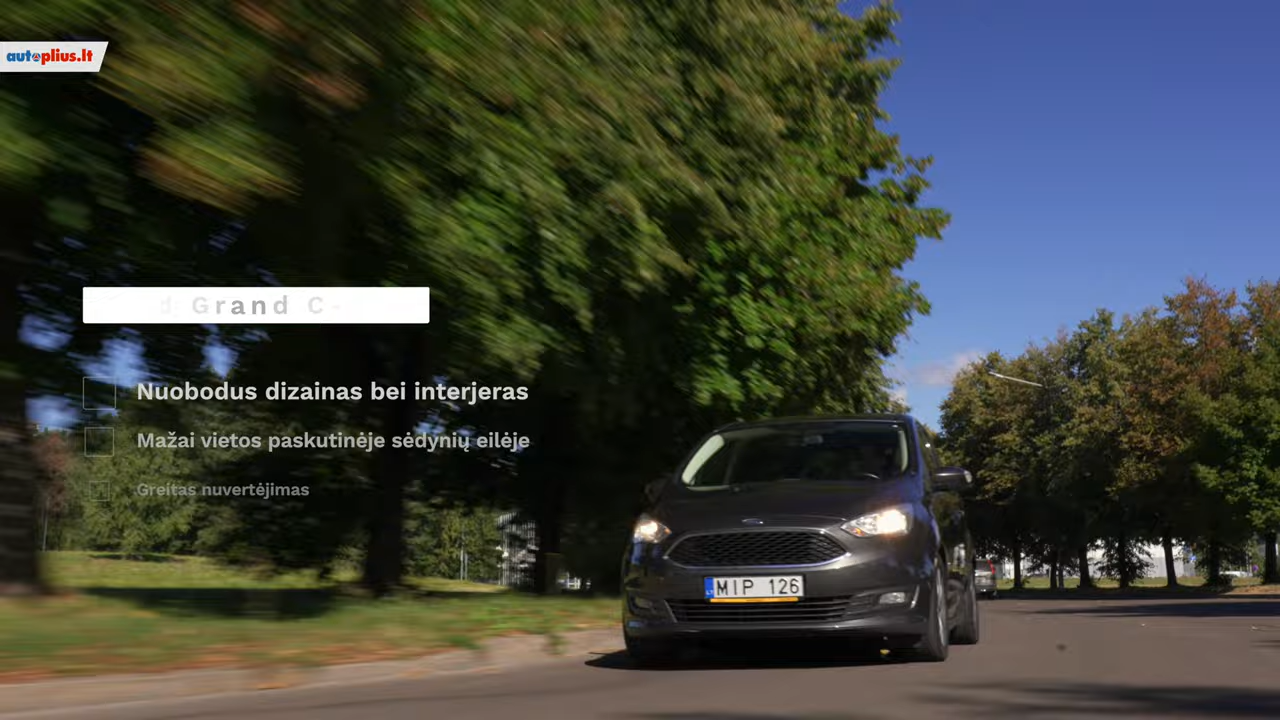 autoplius.lt
Grand C-
Nuobodus dizainas bei interjeras
Mažai vietos paskutinėje sėdynių eilėje
Greitas nuvertėjimas
MIP 126